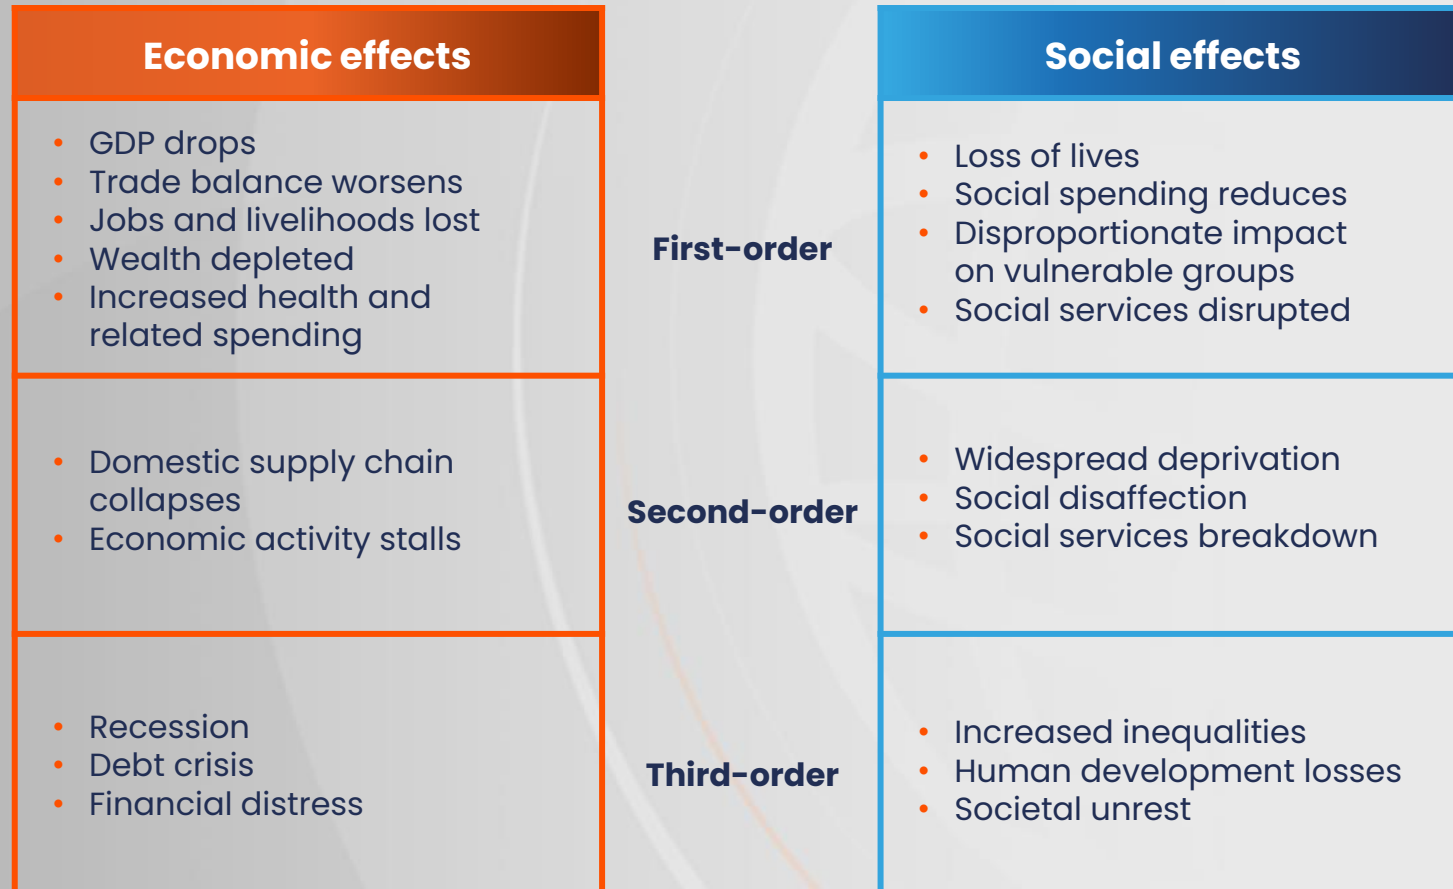 Economic effects
Social effects
• GDP drops
• Trade balance worsens
• Jobs and livelihoods lost
• Wealth depleted
• Increased health and
related spending
First-order
• Loss of lives
• Social spending reduces
• Disproportionate impact
on vulnerable groups
• Social services disrupted
• Domestic supply chain
collapses
• Economic activity stalls
Second-order
• Widespread deprivation
• Social disaffection
• Social services breakdown
• Recession
• Debt crisis
• Financial distress
Third-order
• Increased inequalities
• Human development losses
• Societal unrest